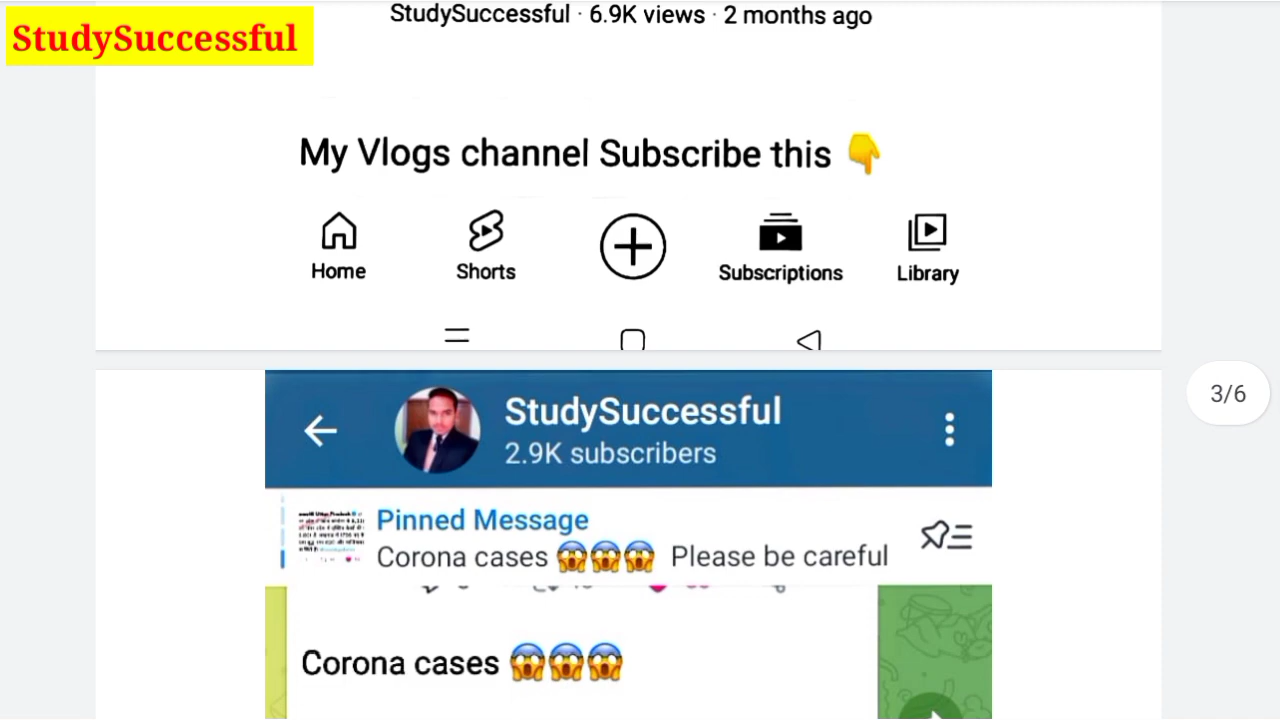 StudySuccessful · 6.9K views · 2 months ago
StudySuccessful
My Vlogs channel Subscribe this 👇
Home
Shorts
Subscriptions
Library
3/6
StudySuccessful
2.9K subscribers
Pinned Message
Corona cases 😱😱😱 Please be careful
Corona cases 😱😱😱